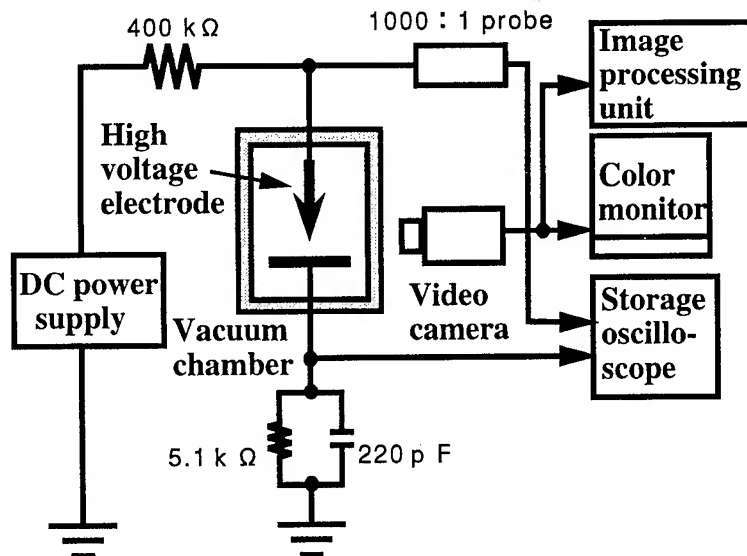 400 kΩ
1000 : 1 probe
Image
processing
unit
High
voltage
electrode
Color
monitor
DC power
supply
Video
camera
Storage
oscillo-
scope
Vacuum
chamber
5.1 k Ω
220 p F